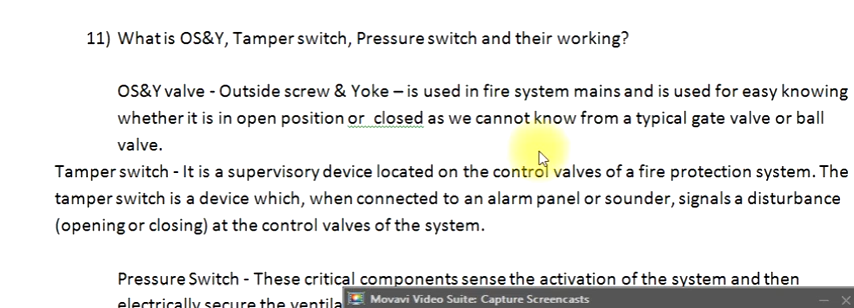 11) What is OS&Y, Tamper switch, Pressure switch and their working?
OS&Y valve - Outside screw & Yoke – is used in fire system mains and is used for easy knowing
whether it is in open position or  closed as we cannot know from a typical gate valve or ball
valve.
Tamper switch - It is a supervisory device located on the control valves of a fire protection system. The
tamper switch is a device which, when connected to an alarm panel or sounder, signals a disturbance
(opening or closing) at the control valves of the system.
Pressure Switch - These critical components sense the activation of the system and then
electrically secure the ventila
Movavi Video Suite: Capture Screencasts